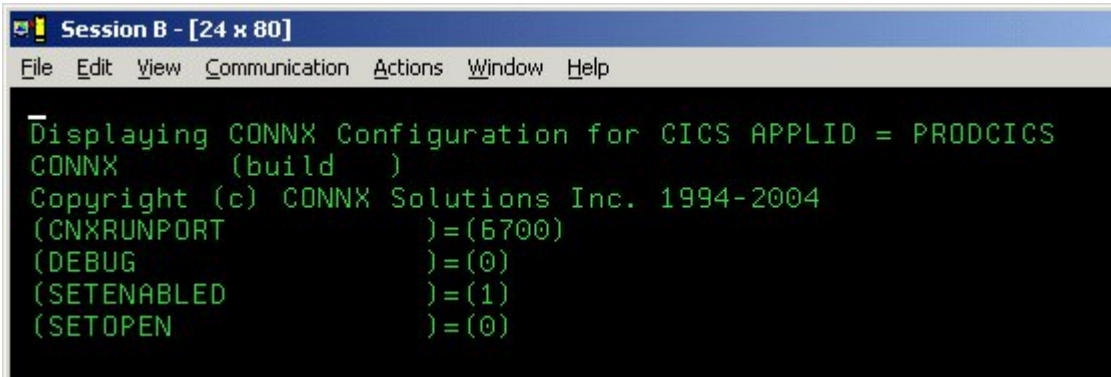 Session B - [24 x 80]
File Edit View Communication Actions Window Help
Displaying CONNX Configuration for CICS APPLID = PRODCICS
CONNX      (build   )
Copyright (c) CONNX Solutions Inc. 1994-2004
(CNXRUNPORT           )=(6700)
(DEBUG                )=(0)
(SETENABLED           )=(1)
(SETOPEN              )=(0)